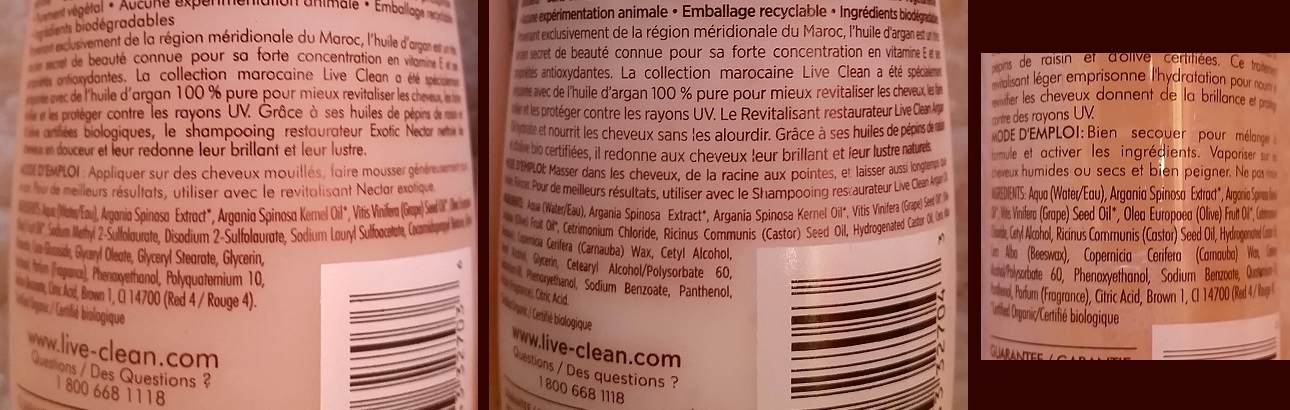 végétal • Aucune expérimentation animale • Emballage
Ingrédients biodégradables
exclusivement de la région méridionale du Maroc, l'huile d'argan est un
secret de beauté connue pour sa forte concentration en vitamine E et
antioxydantes. La collection marocaine Live Clean a été
avec de l'huile d'argan 100 % pure pour mieux revitaliser les cheveux,
et les protéger contre les rayons UV. Grâce à ses huiles de pépins de
d'olive certifiées biologiques, le shampooing restaurateur Exotic Nectar
en douceur et leur redonne leur brillant et leur lustre.
MODE D'EMPLOI : Appliquer sur des cheveux mouillés, faire mousser
Pour de meilleurs résultats, utiliser avec le revitalisant Nectar exotique.
Aqua (Water/Eau), Argania Spinosa Extract*, Argania Spinosa Kernel Oil*, Vitis Vinifera (Grape) Seed Oil*,
Sodium Methyl 2-Sulfolaurate, Disodium 2-Sulfolaurate, Sodium Lauryl Sulfoacetate,
Glyceryl Oleate, Glyceryl Stearate, Glycerin,
Parfum (Fragrance), Phenoxyethanol, Polyquaternium 10,
Citric Acid, Brown 1, CI 14700 (Red 4 / Rouge 4).
Certifié biologique
www.live-clean.com
Questions / Des Questions ?
1 800 668 1118
expérimentation animale • Emballage recyclable • Ingrédients
exclusivement de la région méridionale du Maroc, l'huile d'argan est un
secret de beauté connue pour sa forte concentration en vitamine E et
antioxydantes. La collection marocaine Live Clean a été
avec de l'huile d'argan 100 % pure pour mieux revitaliser les cheveux,
et les protéger contre les rayons UV. Le Revitalisant restaurateur Live Clean
et nourrit les cheveux sans les alourdir. Grâce à ses huiles de pépins de
bio certifiées, il redonne aux cheveux leur brillant et leur lustre naturels.
MODE D'EMPLOI: Masser dans les cheveux, de la racine aux pointes, et laisser aussi longtemps
Pour de meilleurs résultats, utiliser avec le Shampooing restaurateur Live Clean
Aqua (Water/Eau), Argania Spinosa Extract*, Argania Spinosa Kernel Oil*, Vitis Vinifera (Grape) Seed
(Olive) Fruit Oil*, Cetrimonium Chloride, Ricinus Communis (Castor) Seed Oil, Hydrogenated Castor Oil,
Copernicia Cerifera (Carnauba) Wax, Cetyl Alcohol,
Glycerin, Cetearyl Alcohol/Polysorbate 60,
Phenoxyethanol, Sodium Benzoate, Panthenol,
Citric Acid.
Certifié biologique
www.live-clean.com
Questions / Des questions ?
1 800 668 1118
pépins de raisin et d'olive certifiées. Ce
léger emprisonne l'hydratation pour
les cheveux donnent de la brillance et
des rayons UV.
MODE D'EMPLOI: Bien secouer pour mélanger
formule et activer les ingrédients. Vaporiser sur
cheveux humides ou secs et bien peigner. Ne pas
INGREDIENTS: Aqua (Water/Eau), Argania Spinosa Extract*, Argania
Vitis Vinifera (Grape) Seed Oil*, Olea Europaea (Olive) Fruit Oil*,
Cetyl Alcohol, Ricinus Communis (Castor) Seed Oil, Hydrogenated
Alba (Beeswax), Copernicia Cerifera (Carnauba) Wax,
60, Phenoxyethanol, Sodium Benzoate,
Parfum (Fragrance), Citric Acid, Brown 1, CI 14700 (Red 4 /
Certified Organic/Certifié biologique